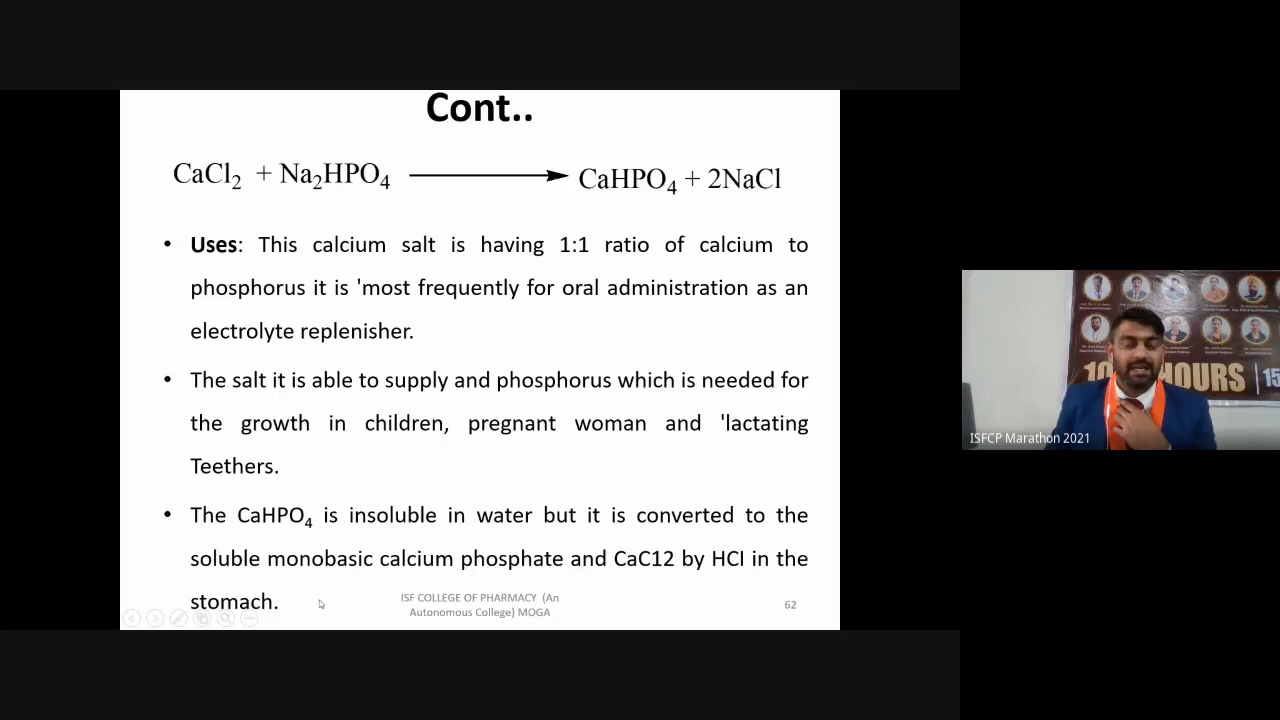 Cont..
CaCl₂ + Na₂HPO₄ → CaHPO₄ + 2NaCl
• Uses: This calcium salt is having 1:1 ratio of calcium to
phosphorus it is 'most frequently for oral administration as an
electrolyte replenisher.
• The salt it is able to supply and phosphorus which is needed for
the growth in children, pregnant woman and 'lactating
Teethers.
• The CaHPO₄ is insoluble in water but it is converted to the
soluble monobasic calcium phosphate and CaC12 by HCI in the
stomach.
ISF COLLEGE OF PHARMACY (An
Autonomous College) MOGA
62
HOURS
15
ISFCP Marathon 2021